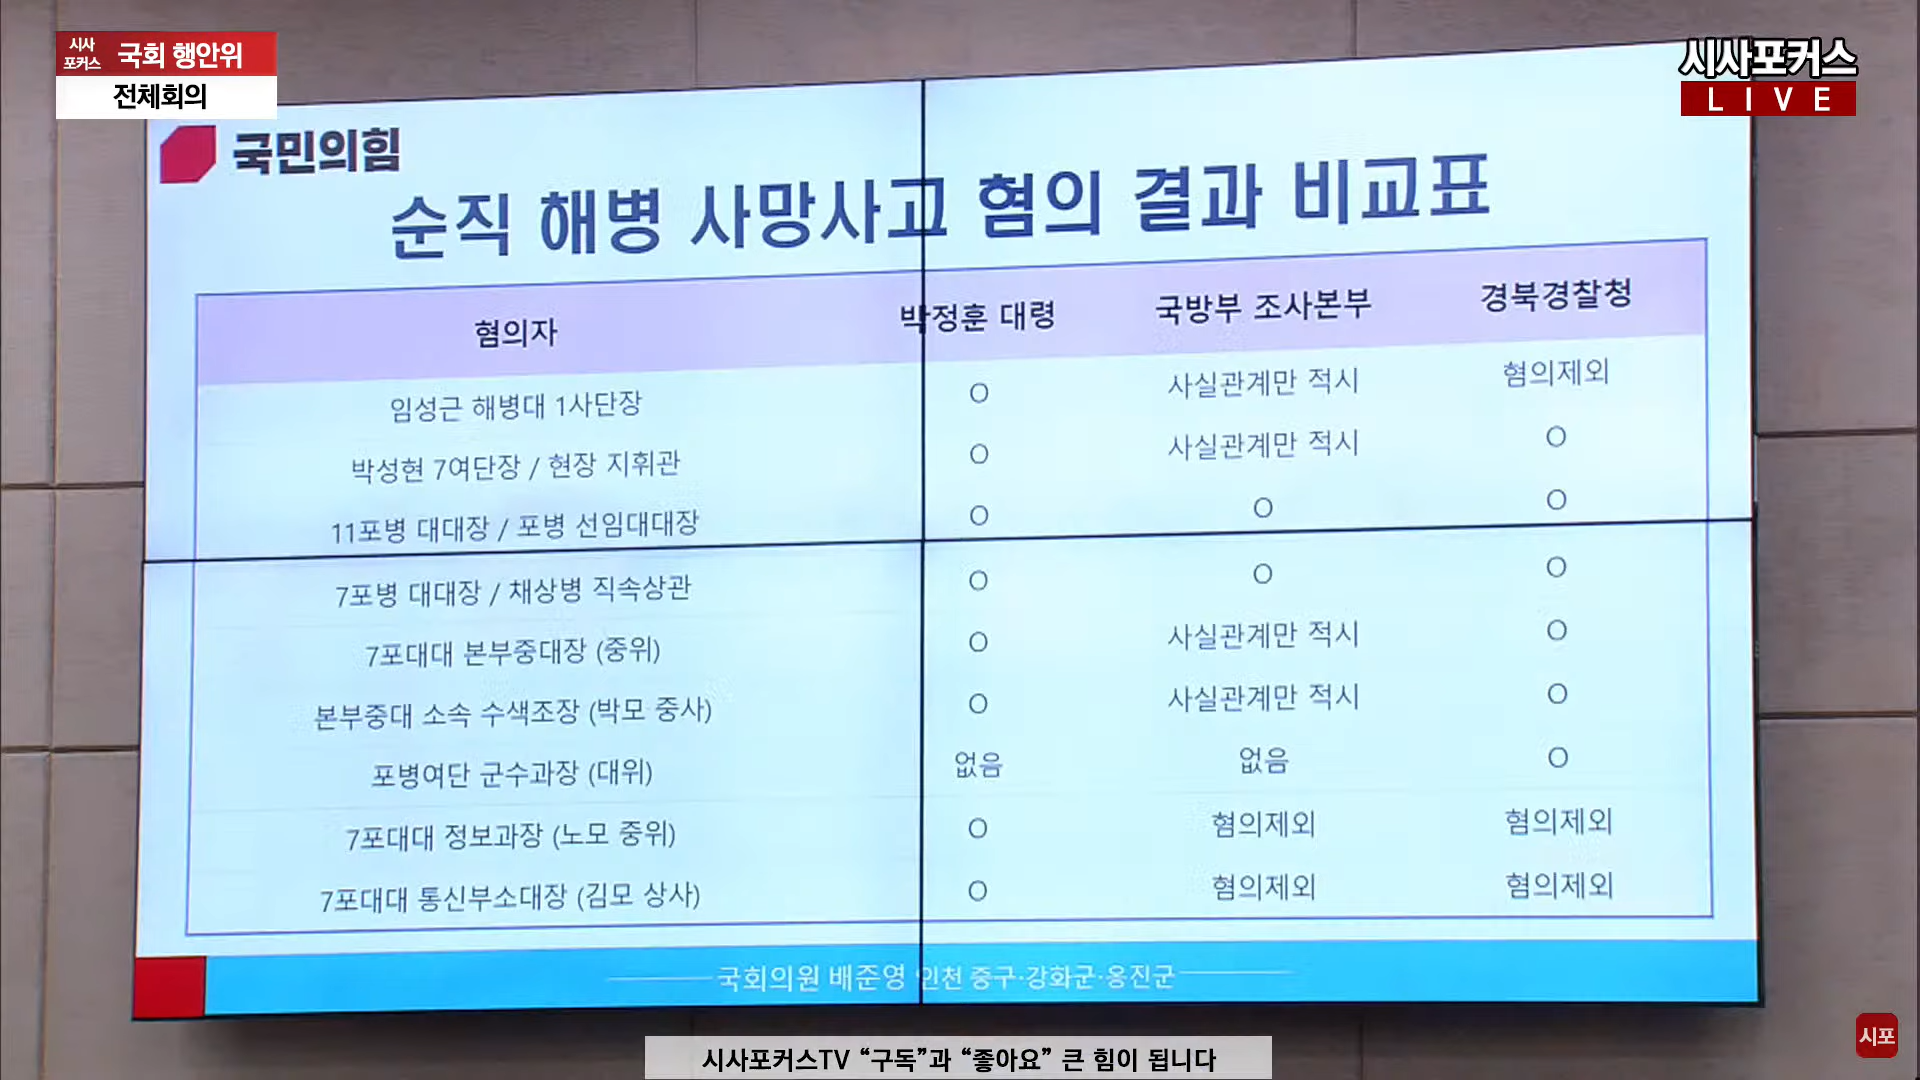 시사
포커스
국회 행안위
전체회의
시사포커스
LIVE
국민의힘
순직 해병 사망사고 혐의 결과 비교표
혐의자 박정훈 대령 국방부 조사본부 경북경찰청
임성근 해병대 1사단장 O 사실관계만 적시 혐의제외
박성현 7여단장 / 현장 지휘관 O 사실관계만 적시 O
11포병 대대장 / 포병 선임대대장 O O O
7포병 대대장 / 채상병 직속상관 O O O
7포대대 본부중대장 (중위) O 사실관계만 적시 O
본부중대 소속 수색조장 (박모 중사) O 사실관계만 적시 O
포병여단 군수과장 (대위) 없음 없음 O
7포대대 정보과장 (노모 중위) O 혐의제외 혐의제외
7포대대 통신부소대장 (김모 상사) O 혐의제외 혐의제외
국회의원 배준영 인천 중구·강화군·옹진군
시포
시사포커스TV “구독”과 “좋아요” 큰 힘이 됩니다